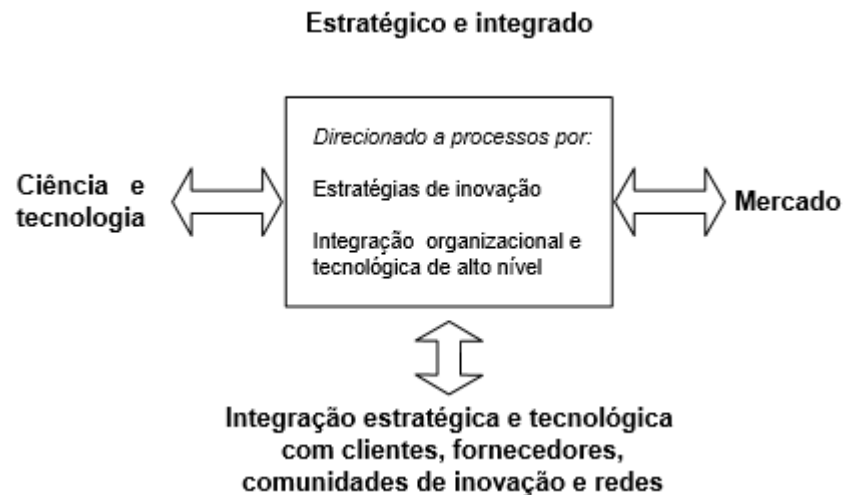 Estratégico e integrado
Direcionado a processos por:
Estratégias de inovação
Integração organizacional e
tecnológica de alto nível
Ciência e
tecnologia
Mercado
Integração estratégica e tecnológica
com clientes, fornecedores,
comunidades de inovação e redes